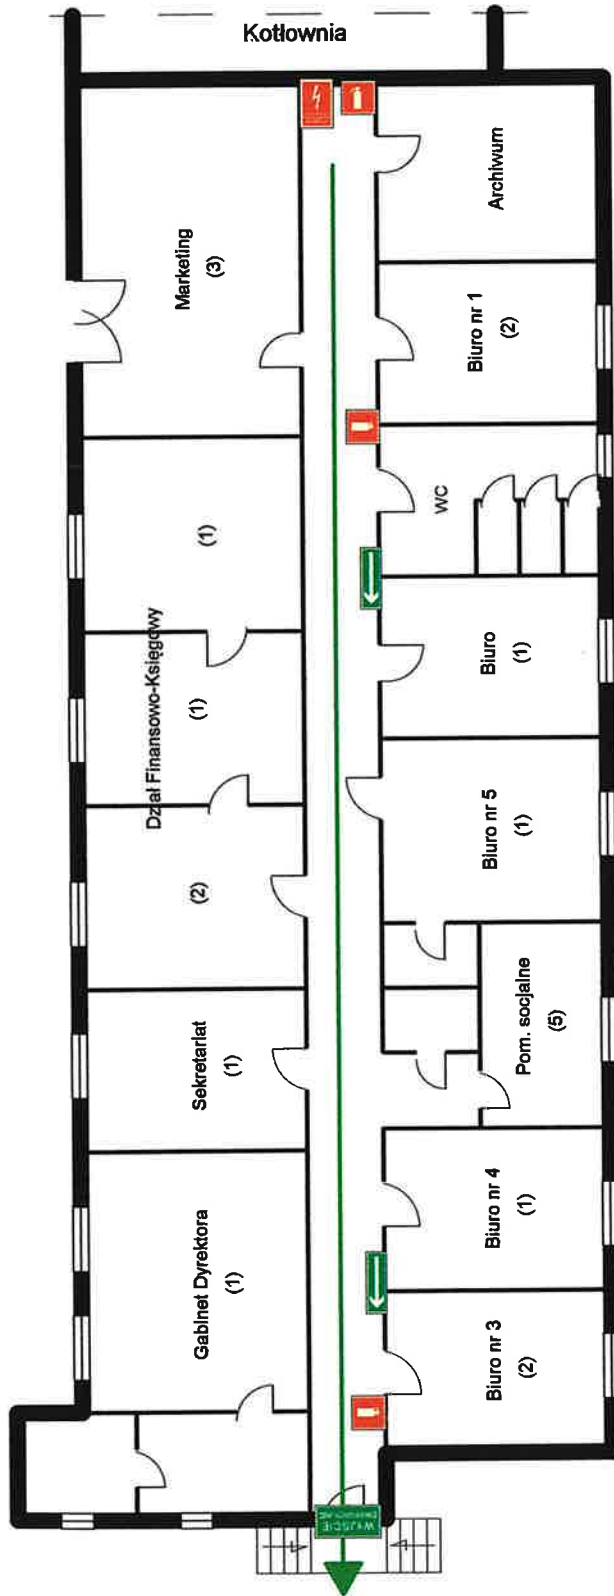 Kotłownia
Marketing
(3)
Archiwum
Biuro nr 1
(2)
WC
(1)
Dział Finansowo-Księgowy
(1)
(2)
Biuro
(1)
Biuro nr 5
(1)
Pom. socjalne
(5)
Sekretariat
(1)
Gabinet Dyrektora
(1)
Biuro nr 4
(1)
Biuro nr 3
(2)
WYJŚCIE
EWAKUACYJNE